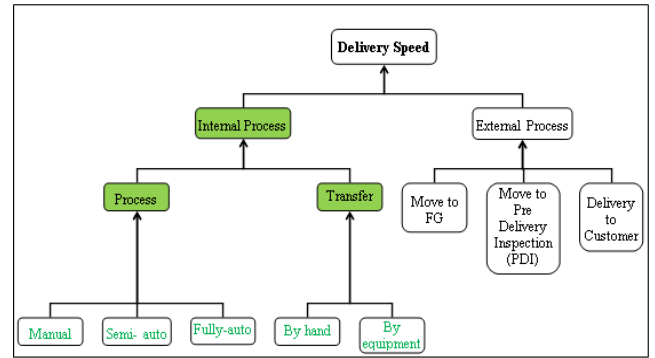 Delivery Speed
Internal Process
External Process
Process
Transfer
Move to
FG
Move to
Pre
Delivery
Inspection
(PDI)
Delivery
to
Customer
Manual
Semi- auto
Fully-auto
By hand
By
equipment